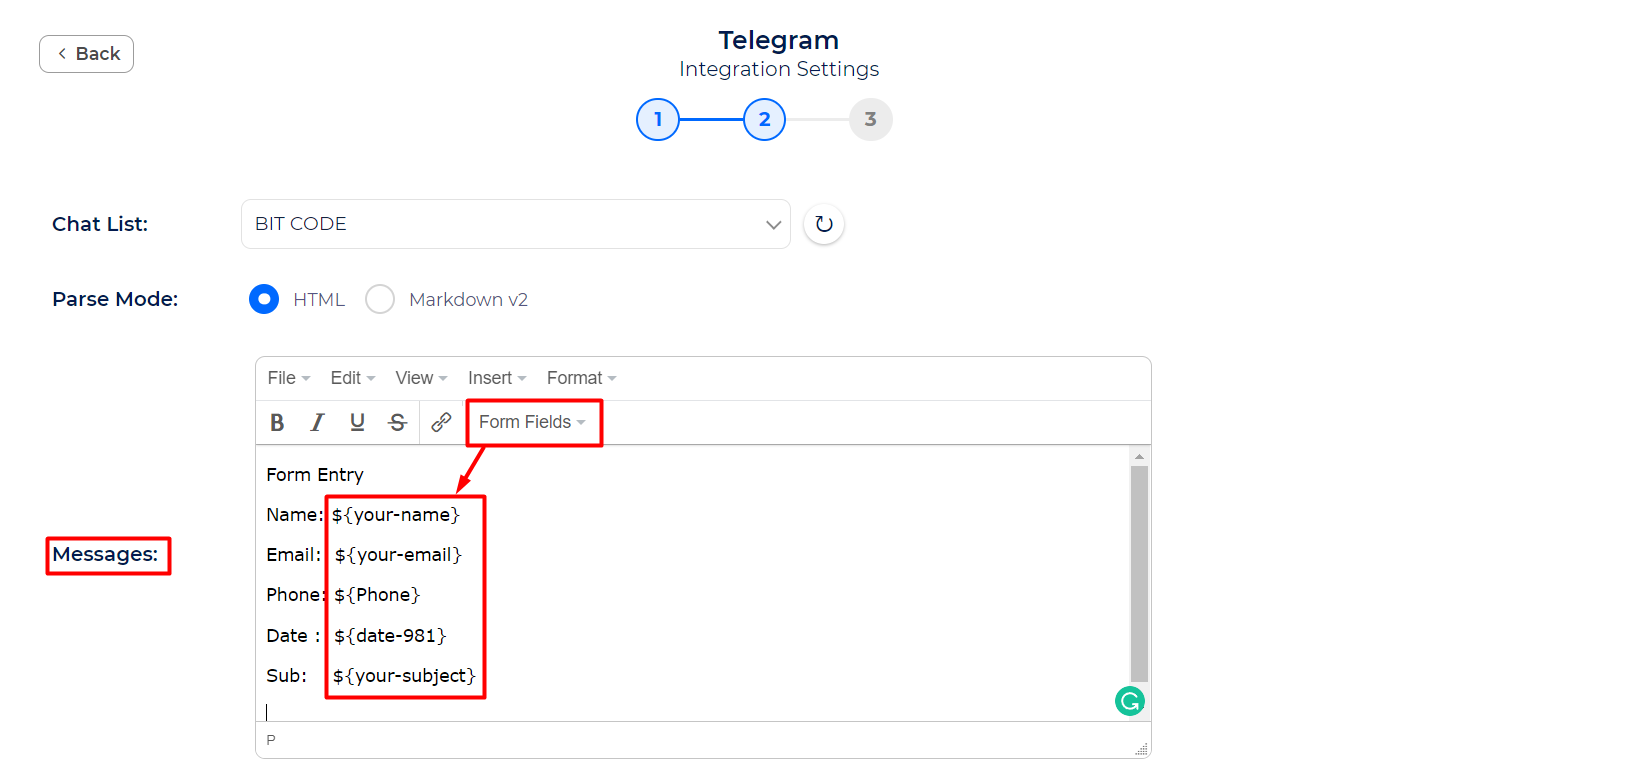 Back
Telegram
Integration Settings
1 2 3
Chat List: BIT CODE
Parse Mode: HTML Markdown v2
File Edit View Insert Format
B I U S Form Fields
Form Entry
Name: ${your-name}
Email: ${your-email}
Messages:
Phone: ${Phone}
Date : ${date-981}
Sub: ${your-subject}
P